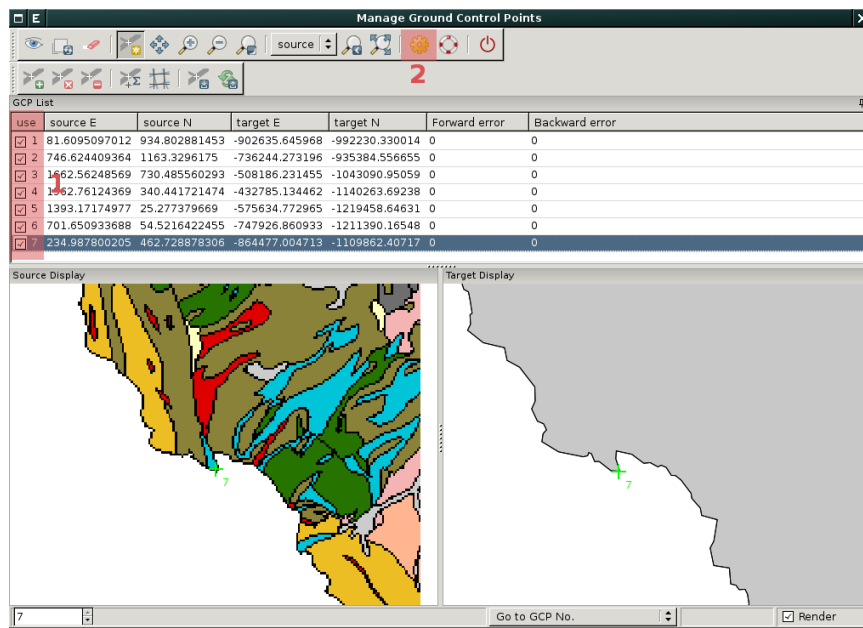 E Manage Ground Control Points
source
2
GCP List
use source E source N target E target N Forward error Backward error
1 81.6095097012 934.802881453 -902635.645968 -992230.330014 0 0
2 746.624409364 1163.3296175 -736244.273196 -935384.556655 0 0
3 1662.56248569 730.485560293 -508186.231455 -1043090.95059 0 0
4 1562.76124369 340.441721474 -432785.134462 -1140263.69238 0 0
1
5 1393.17174977 25.277379669 -575634.772965 -1219458.64631 0 0
6 701.650933688 54.5216422455 -747926.860933 -1211390.16548 0 0
7 234.987800205 462.728878306 -864477.004713 -1109862.40717 0 0
Source Display Target Display
7 7
7 Go to GCP No. Render